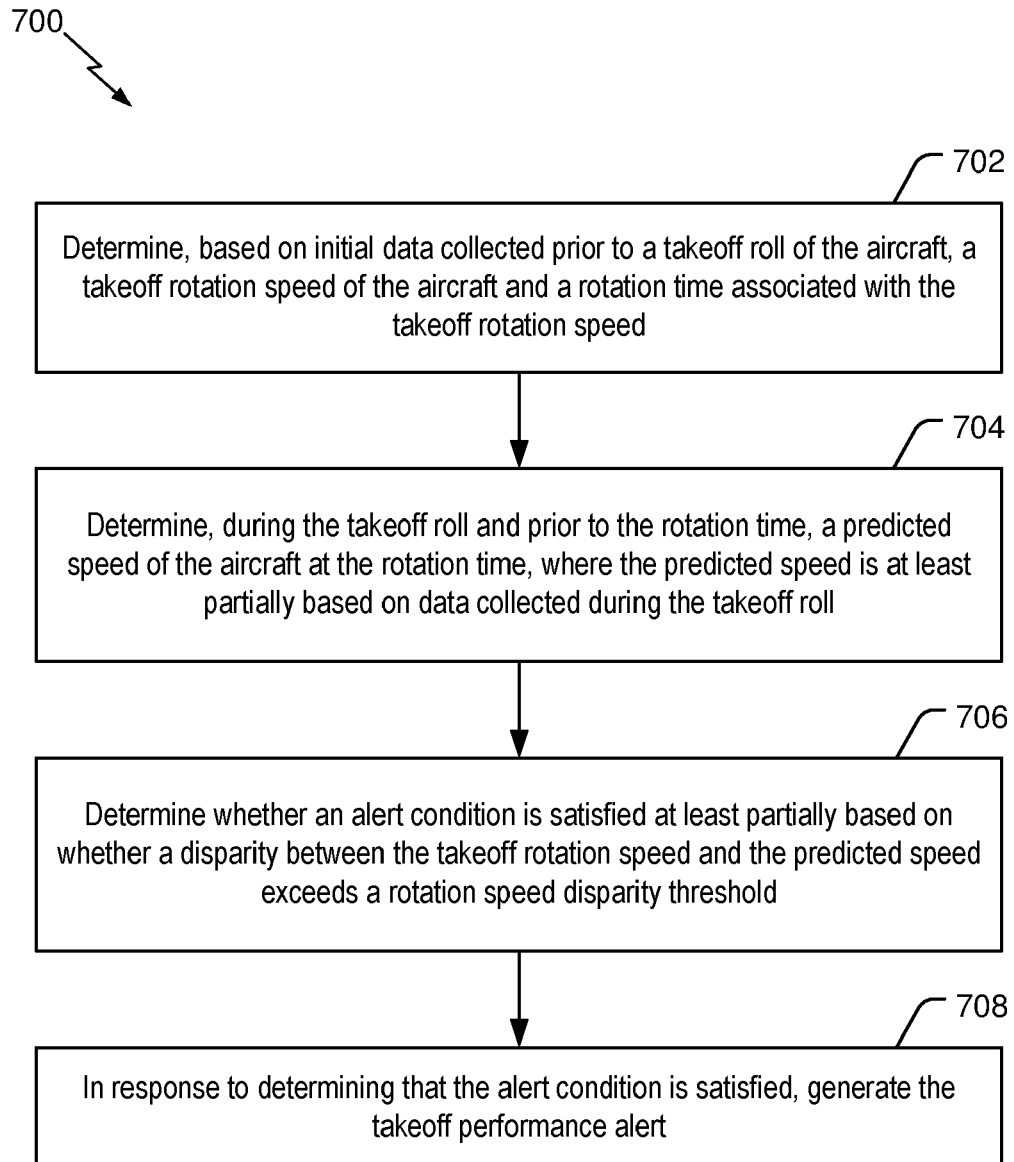 700
702
Determine, based on initial data collected prior to a takeoff roll of the aircraft, a
takeoff rotation speed of the aircraft and a rotation time associated with the
takeoff rotation speed
704
Determine, during the takeoff roll and prior to the rotation time, a predicted
speed of the aircraft at the rotation time, where the predicted speed is at least
partially based on data collected during the takeoff roll
706
Determine whether an alert condition is satisfied at least partially based on
whether a disparity between the takeoff rotation speed and the predicted speed
exceeds a rotation speed disparity threshold
708
In response to determining that the alert condition is satisfied, generate the
takeoff performance alert